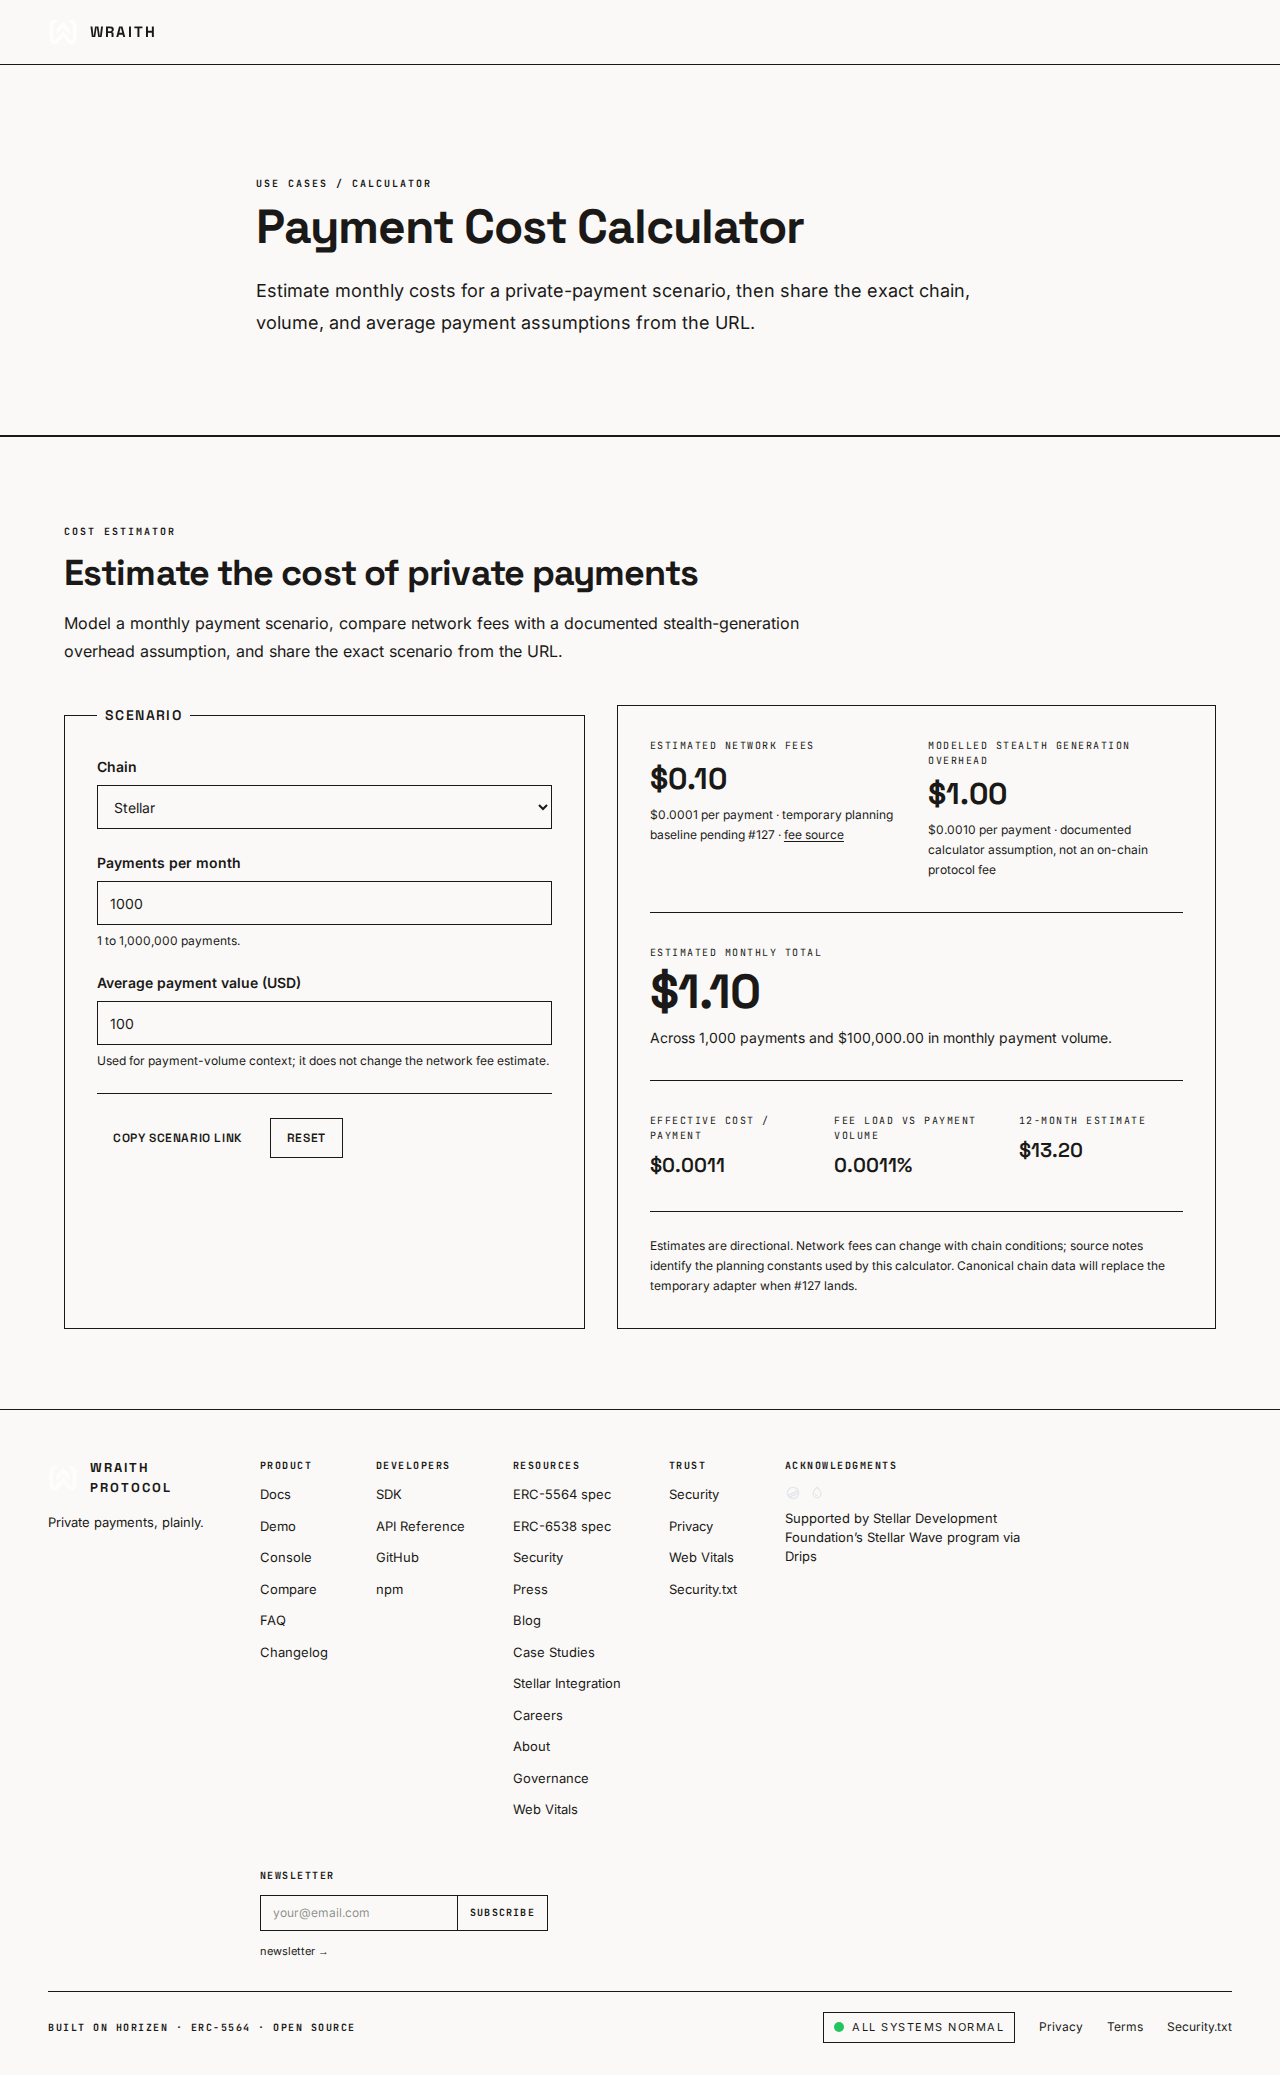 WRAITH
USE CASES / CALCULATOR
Payment Cost Calculator
Estimate monthly costs for a private-payment scenario, then share the exact chain,
volume, and average payment assumptions from the URL.
COST ESTIMATOR
Estimate the cost of private payments
Model a monthly payment scenario, compare network fees with a documented stealth-generation
overhead assumption, and share the exact scenario from the URL.
SCENARIO
Chain
Stellar
Payments per month
1000
1 to 1,000,000 payments.
Average payment value (USD)
100
Used for payment-volume context; it does not change the network fee estimate.
COPY SCENARIO LINK
RESET
ESTIMATED NETWORK FEES
$0.10
$0.0001 per payment · temporary planning
baseline pending #127 · fee source
MODELLED STEALTH GENERATION
OVERHEAD
$1.00
$0.0010 per payment · documented
calculator assumption, not an on-chain
protocol fee
ESTIMATED MONTHLY TOTAL
$1.10
Across 1,000 payments and $100,000.00 in monthly payment volume.
EFFECTIVE COST /
PAYMENT
$0.0011
FEE LOAD VS PAYMENT
VOLUME
0.0011%
12-MONTH ESTIMATE
$13.20
Estimates are directional. Network fees can change with chain conditions; source notes
identify the planning constants used by this calculator. Canonical chain data will replace the
temporary adapter when #127 lands.
WRAITH
PROTOCOL
Private payments, plainly.
PRODUCT
Docs
Demo
Console
Compare
FAQ
Changelog
DEVELOPERS
SDK
API Reference
GitHub
npm
RESOURCES
ERC-5564 spec
ERC-6538 spec
Security
Press
Blog
Case Studies
Stellar Integration
Careers
About
Governance
Web Vitals
TRUST
Security
Privacy
Web Vitals
Security.txt
ACKNOWLEDGMENTS
Supported by Stellar Development
Foundation's Stellar Wave program via
Drips
NEWSLETTER
your@email.com
SUBSCRIBE
newsletter →
BUILT ON HORIZEN · ERC-5564 · OPEN SOURCE
ALL SYSTEMS NORMAL
Privacy
Terms
Security.txt